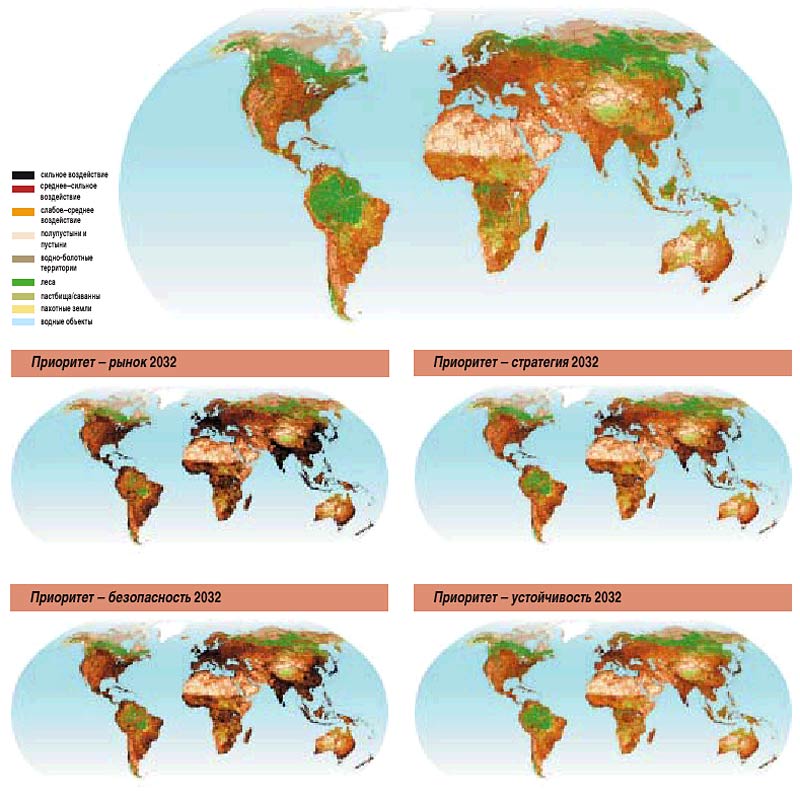 сильное воздействие
среднее–сильное
воздействие
слабое–среднее
воздействие
полупустыни и
пустыни
водно-болотные
территории
леса
пастбища/саванны
пахотные земли
водные объекты
Приоритет – рынок 2032
Приоритет – стратегия 2032
Приоритет – безопасность 2032
Приоритет – устойчивость 2032